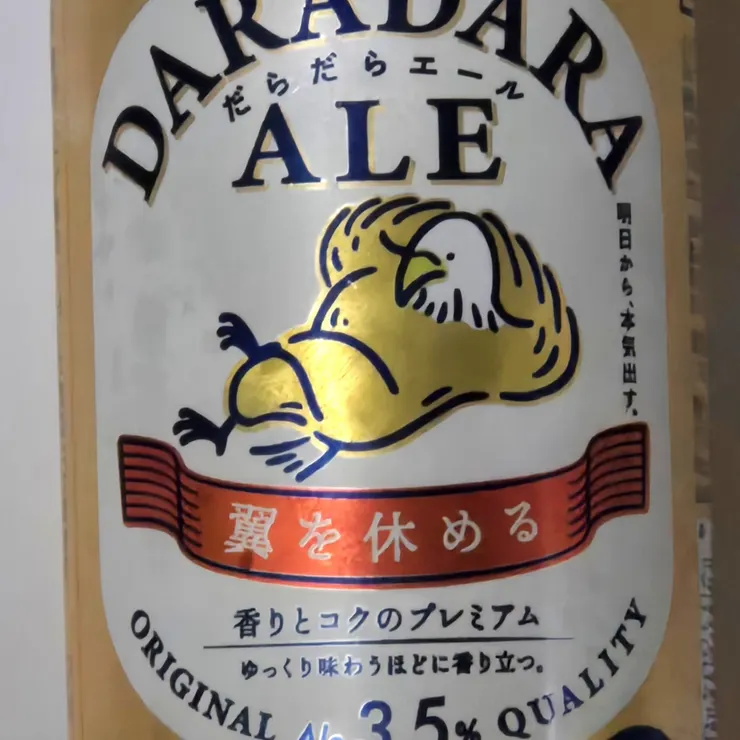 DARADARA
だらだらエール
ALE
明日から、本気出す。
翼を休める
香りとコクのプレミアム
ゆっくり味わうほどに香り立つ。
ORIGINAL Alc.3.5% QUALITY